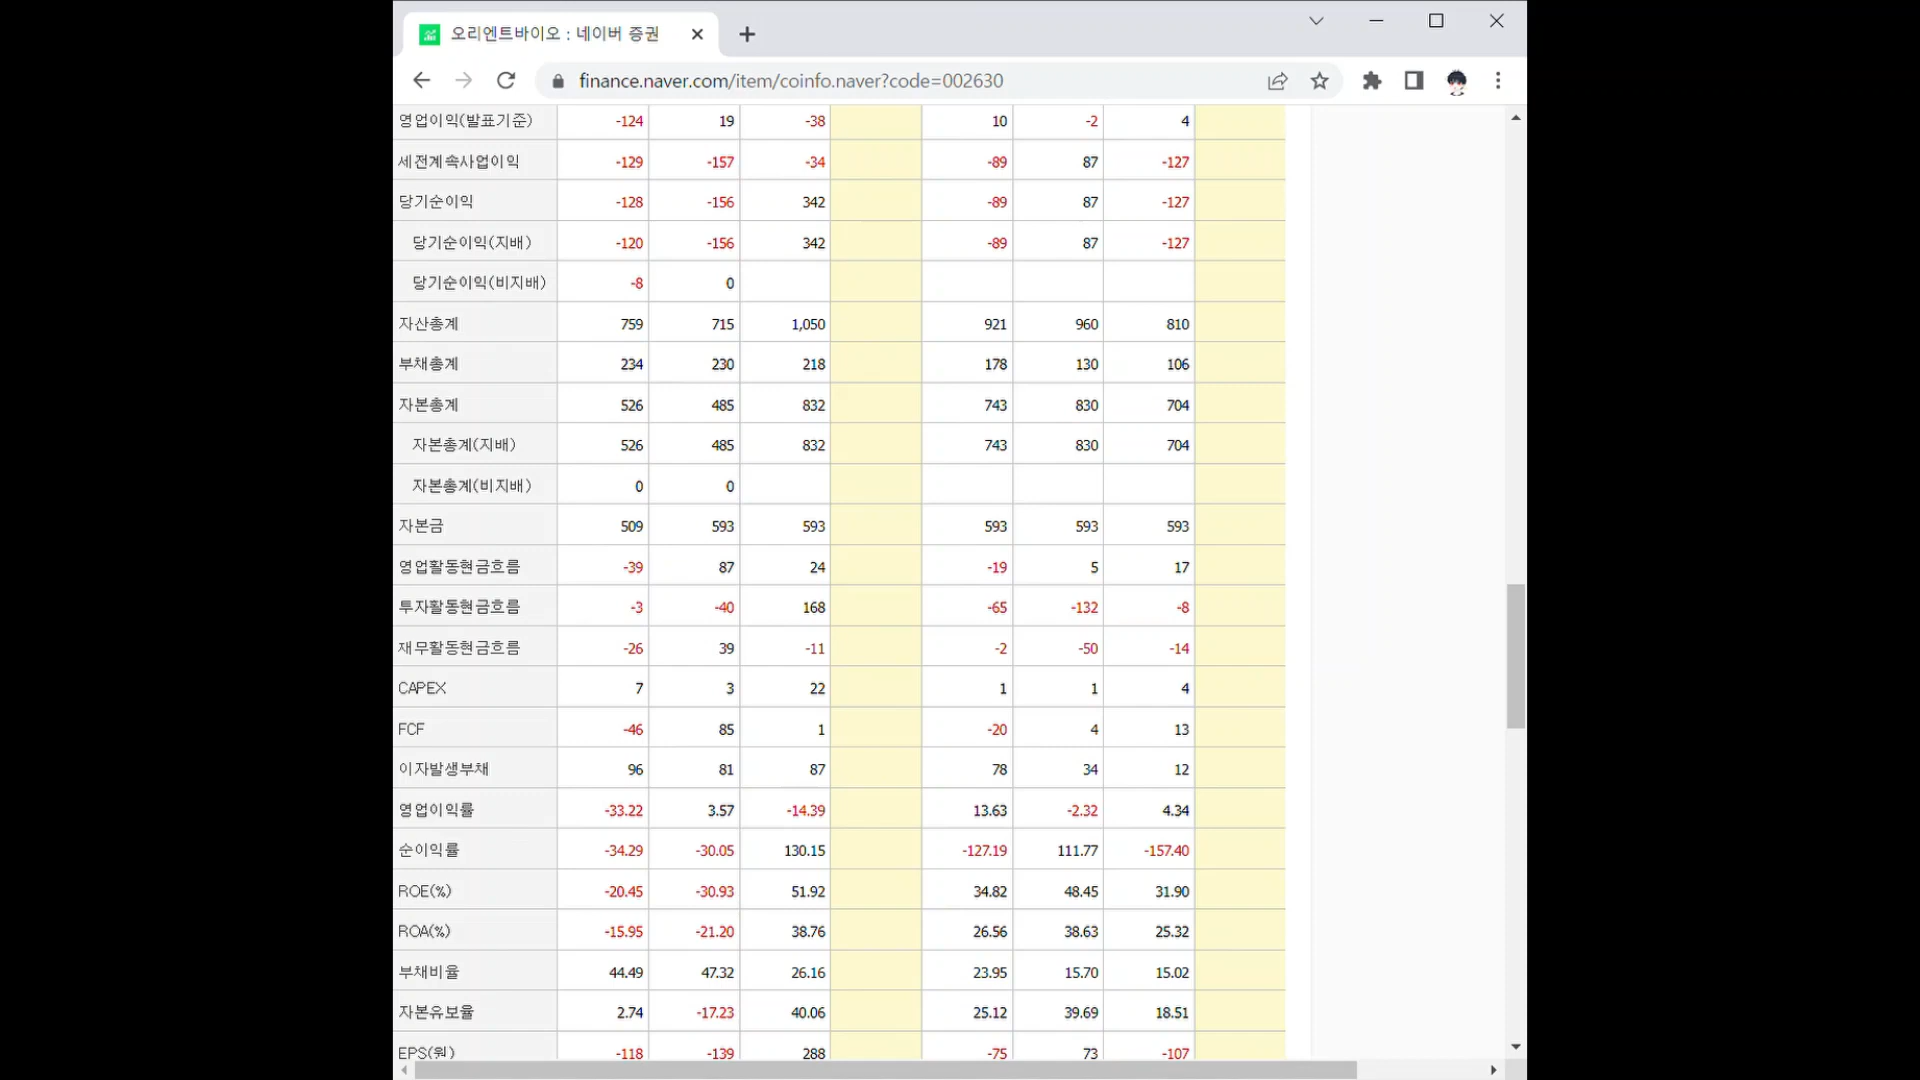 오리엔트바이오 : 네이버 증권
finance.naver.com/item/coinfo.naver?code=002630
영업이익(발표기준) -124 19 -38 10 -2 4
세전계속사업이익 -129 -157 -34 -89 87 -127
당기순이익 -128 -156 342 -89 87 -127
당기순이익(지배) -120 -156 342 -89 87 -127
당기순이익(비지배) -8 0
자산총계 759 715 1,050 921 960 810
부채총계 234 230 218 178 130 106
자본총계 526 485 832 743 830 704
자본총계(지배) 526 485 832 743 830 704
자본총계(비지배) 0 0
자본금 509 593 593 593 593 593
영업활동현금흐름 -39 87 24 -19 5 17
투자활동현금흐름 -3 -40 168 -65 -132 -8
재무활동현금흐름 -26 39 -11 -2 -50 -14
CAPEX 7 3 22 1 1 4
FCF -46 85 1 -20 4 13
이자발생부채 96 81 87 78 34 12
영업이익률 -33.22 3.57 -14.39 13.63 -2.32 4.34
순이익률 -34.29 -30.05 130.15 -127.19 111.77 -157.40
ROE(%) -20.45 -30.93 51.92 34.82 48.45 31.90
ROA(%) -15.95 -21.20 38.76 26.56 38.63 25.32
부채비율 44.49 47.32 26.16 23.95 15.70 15.02
자본유보율 2.74 -17.23 40.06 25.12 39.69 18.51
EPS(원) -118 -139 288 -75 73 -107